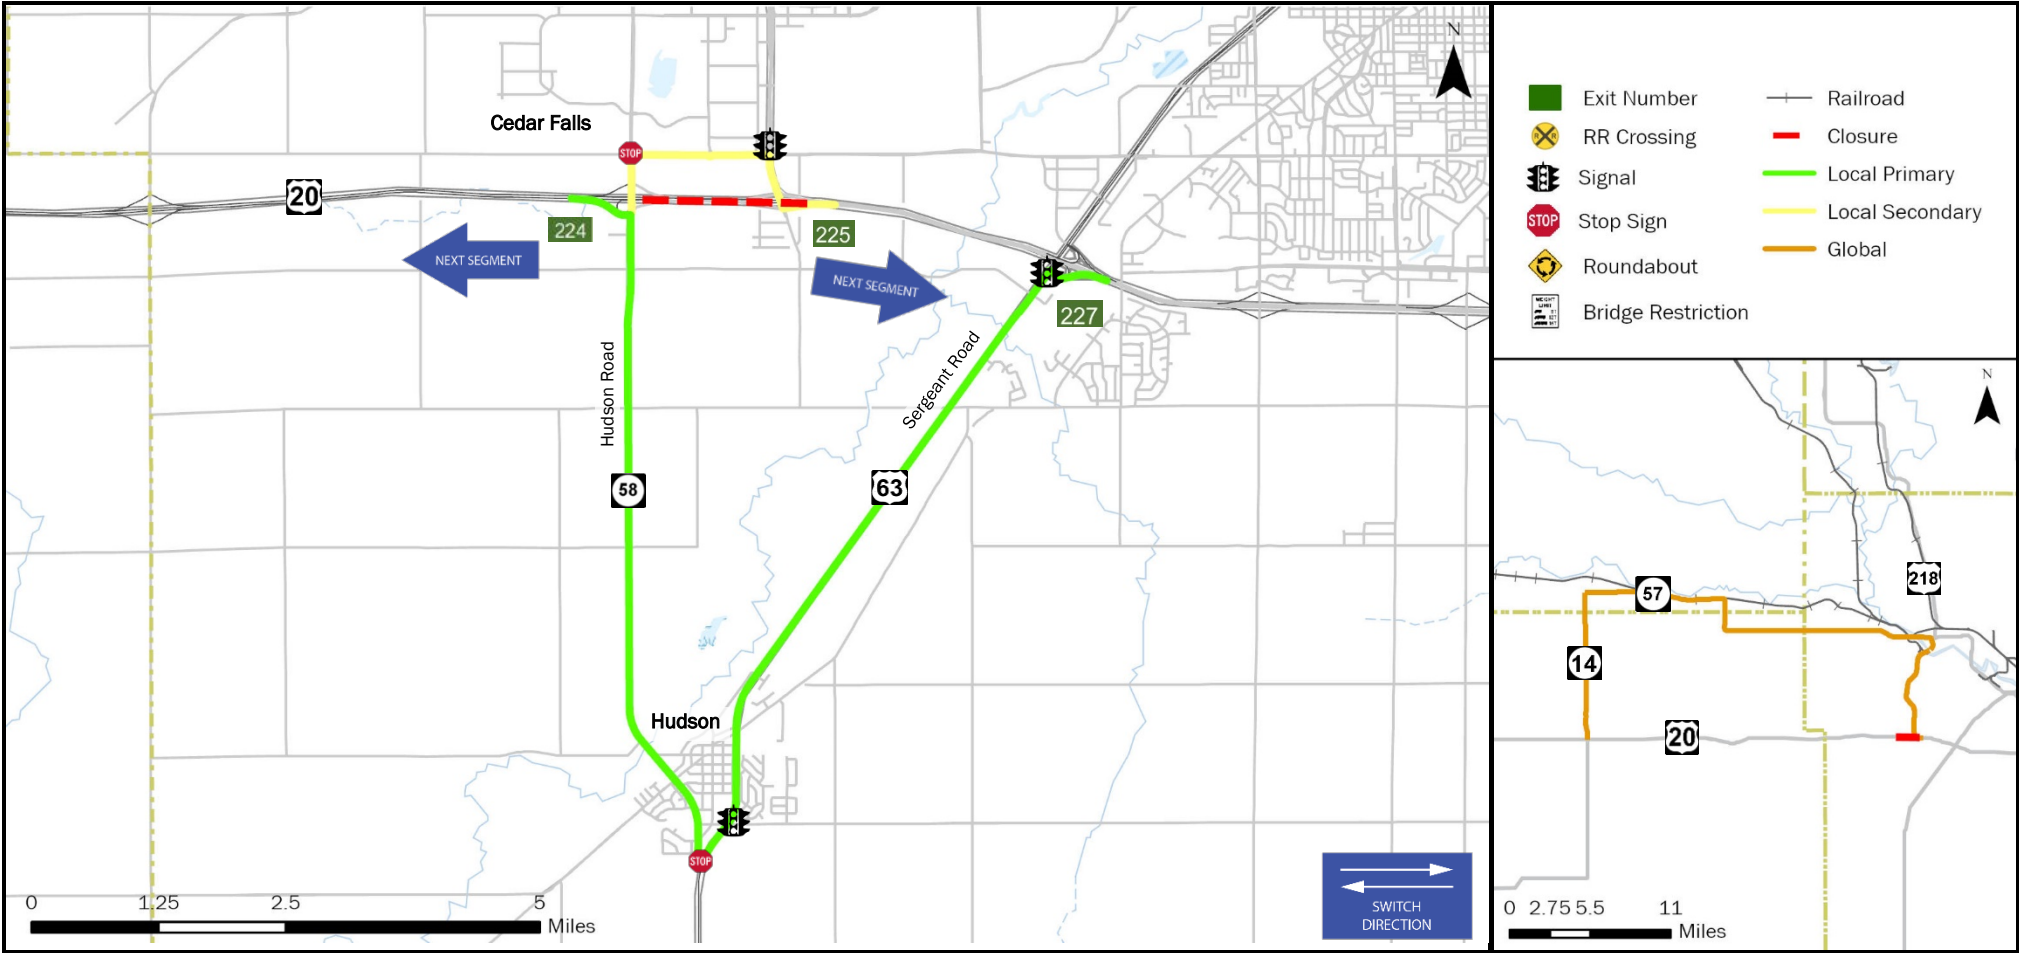 N
Cedar Falls
STOP
20
224
225
NEXT SEGMENT
NEXT SEGMENT
227
Hudson Road
Sergeant Road
58
63
Hudson
STOP
0 1.25 2.5 5
Miles
SWITCH
DIRECTION
Exit Number
Railroad
R R
RR Crossing
Closure
Signal
Local Primary
STOP
Stop Sign
Local Secondary
Roundabout
Global
WEIGHT
LIMIT
Bridge Restriction
N
57
218
14
20
0 2.75 5.5 11
Miles